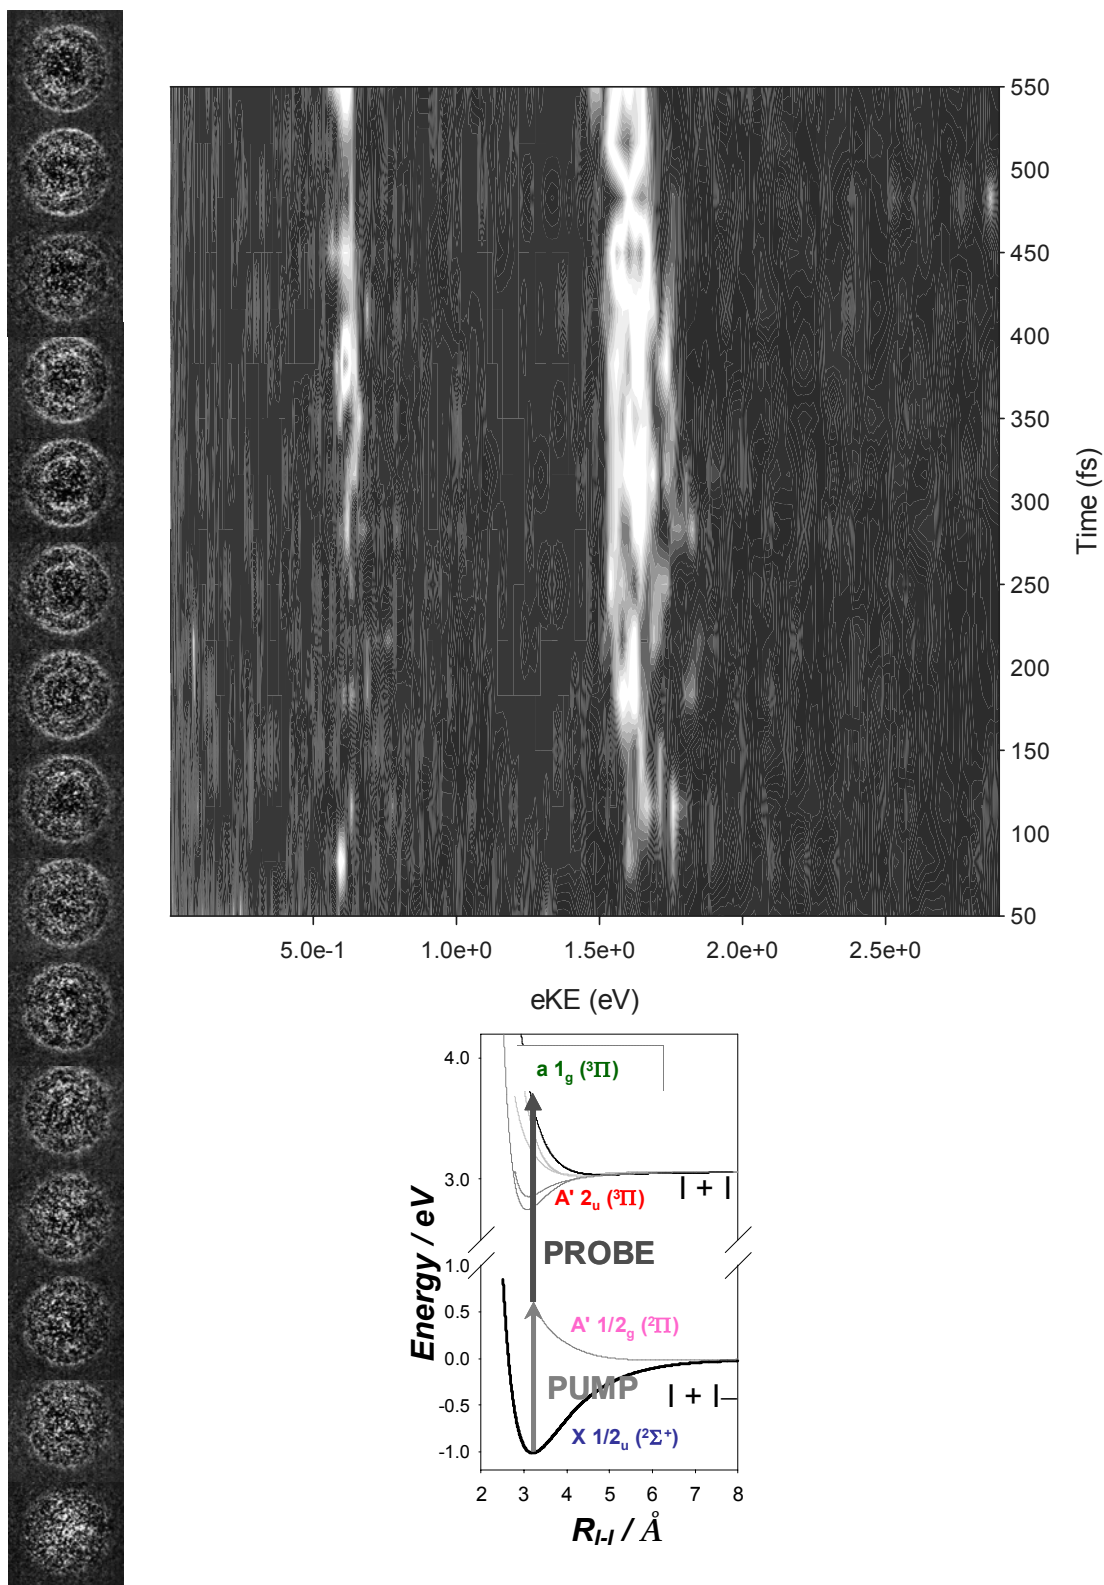 550
500
450
400
350
300
250
200
150
100
50
Time (fs)
5.0e-1 1.0e+0 1.5e+0 2.0e+0 2.5e+0
eKE (eV)
4.0
a 1g (³Π)
3.0
I + I
A' 2u (³Π)
PROBE
1.0
0.5
A' 1/2g (²Π)
0.0
PUMP
I + I–
-0.5
X 1/2u (²Σ⁺)
-1.0
Energy / eV
2 3 4 5 6 7 8
R I-I / Å